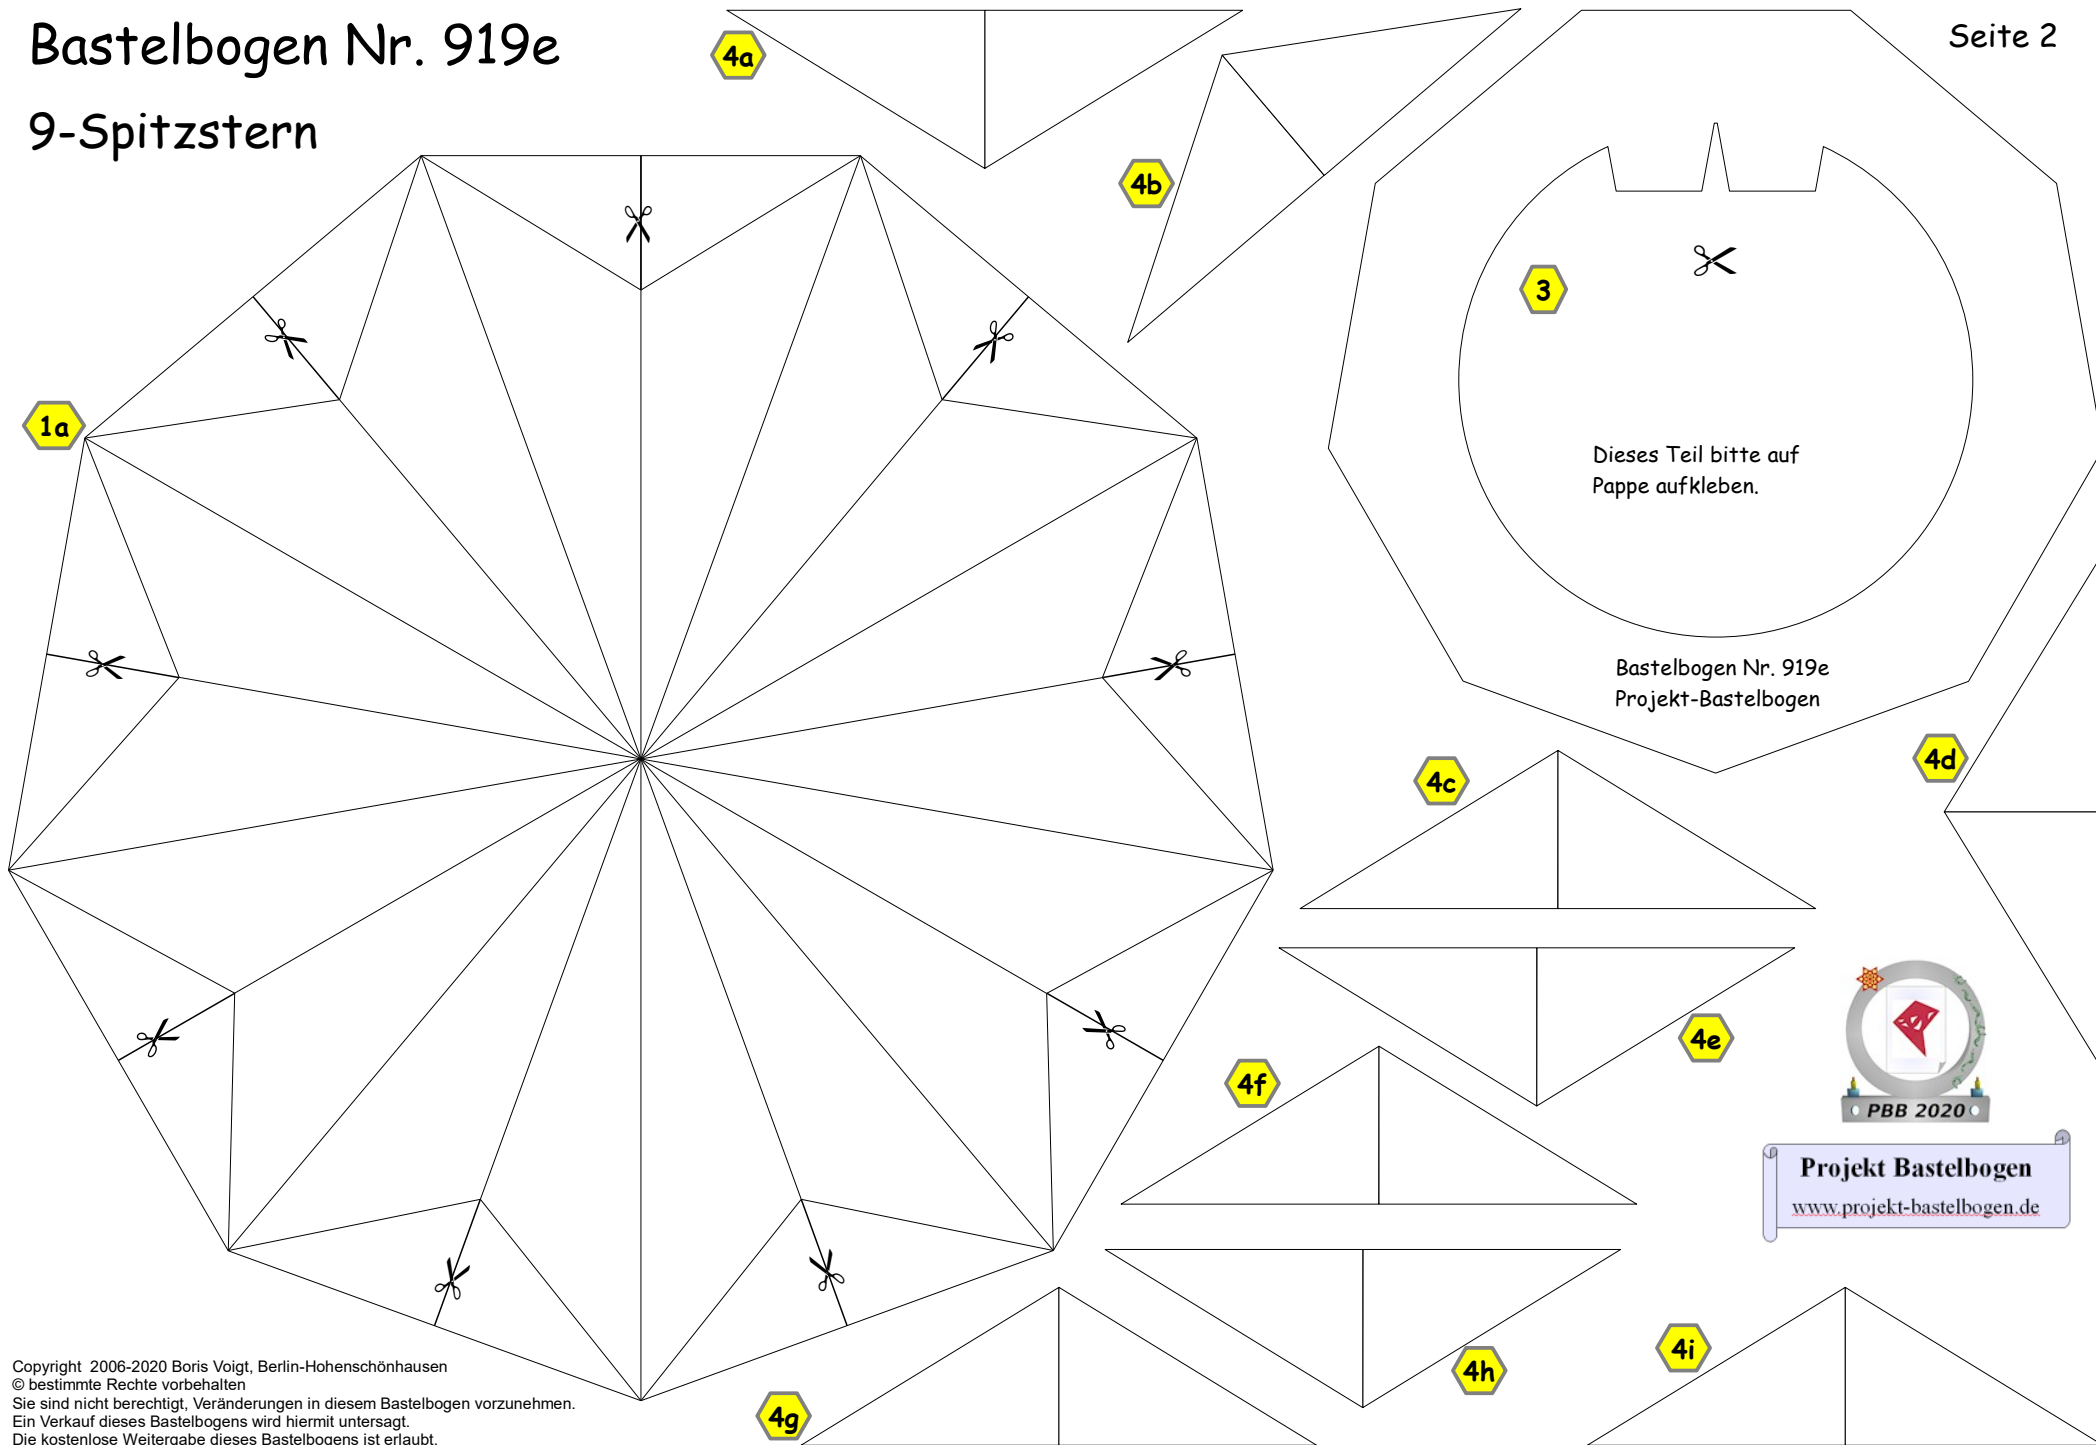 Bastelbogen Nr. 919e
9-Spitzstern
Seite 2
4a
4b
3
1a
Dieses Teil bitte auf
Pappe aufkleben.
Bastelbogen Nr. 919e
Projekt-Bastelbogen
4d
4c
4e
4f
PBB 2020
Projekt Bastelbogen
www.projekt-bastelbogen.de
4i
4h
4g
Copyright  2006-2020 Boris Voigt, Berlin-Hohenschönhausen
© bestimmte Rechte vorbehalten
Sie sind nicht berechtigt, Veränderungen in diesem Bastelbogen vorzunehmen.
Ein Verkauf dieses Bastelbogens wird hiermit untersagt.
Die kostenlose Weitergabe dieses Bastelbogens ist erlaubt.